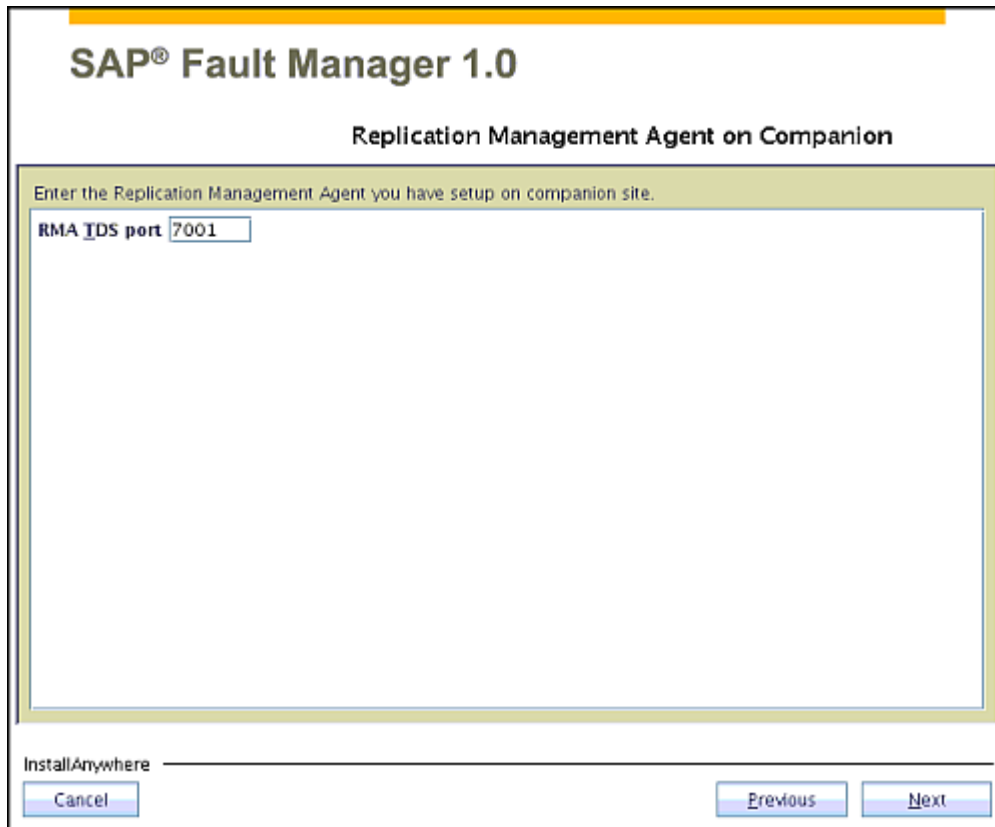 SAP® Fault Manager 1.0
Replication Management Agent on Companion
Enter the Replication Management Agent you have setup on companion site.
RMA TDS port 7001
InstallAnywhere
Cancel Previous Next